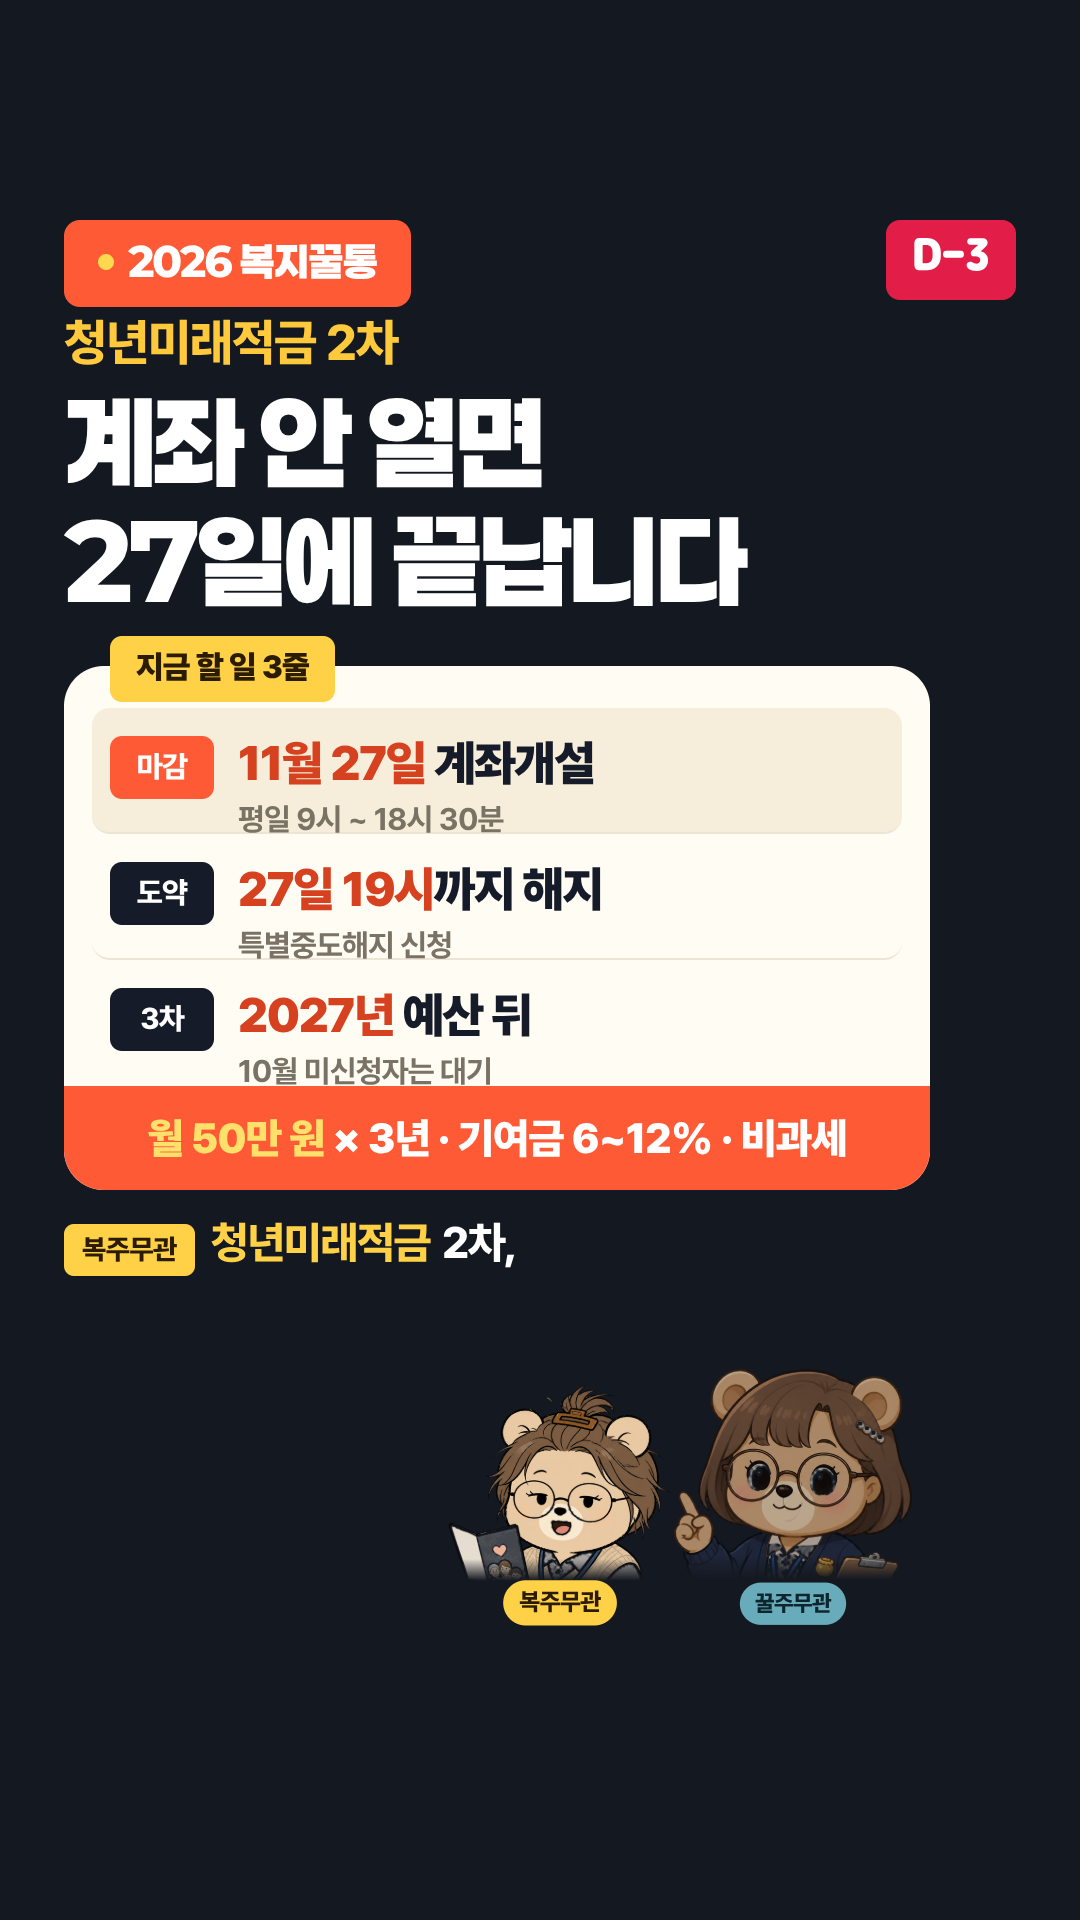 2026 복지꿀통
D-3
청년미래적금 2차
계좌 안 열면
27일에 끝납니다
지금 할 일 3줄
마감 11월 27일 계좌개설
평일 9시 ~ 18시 30분
도약 27일 19시까지 해지
특별중도해지 신청
3차 2027년 예산 뒤
10월 미신청자는 대기
월 50만 원 × 3년 · 기여금 6~12% · 비과세
복주무관 청년미래적금 2차,
복주무관
꿀주무관